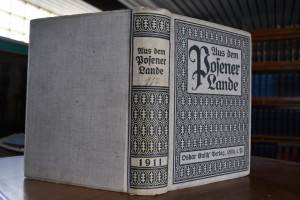 Aus dem
Posener
Lande
1911
Aus dem
Posener
Lande
Oskar Eulitz' Verlag, Lissa i. P.